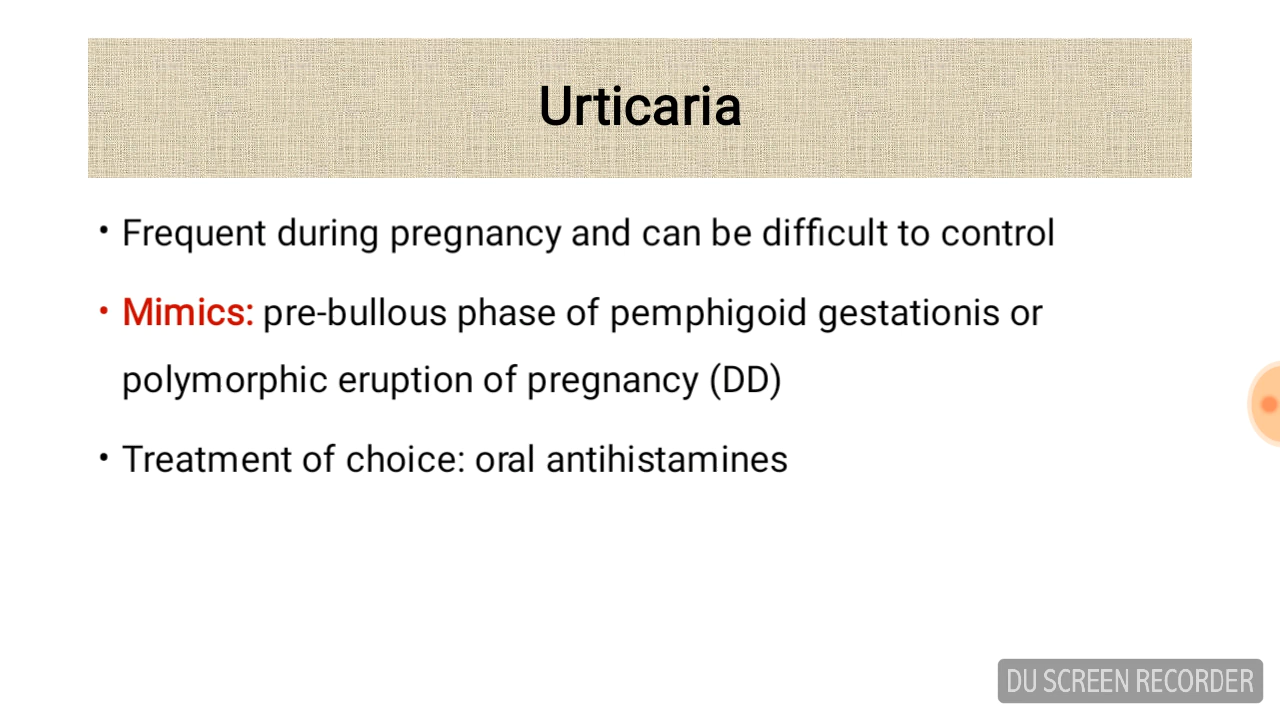 Urticaria
• Frequent during pregnancy and can be difficult to control
• Mimics: pre-bullous phase of pemphigoid gestationis or
polymorphic eruption of pregnancy (DD)
• Treatment of choice: oral antihistamines
DU SCREEN RECORDER